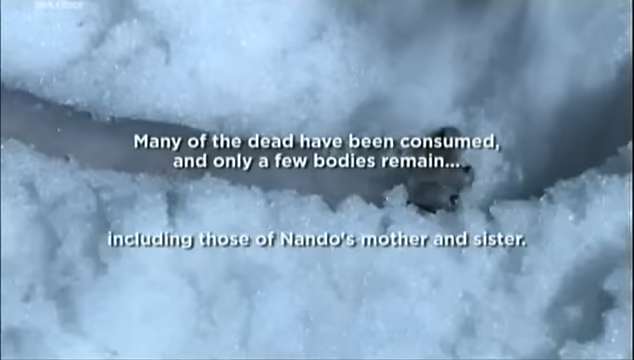 Many of the dead have been consumed,
and only a few bodies remain...
including those of Nando's mother and sister.